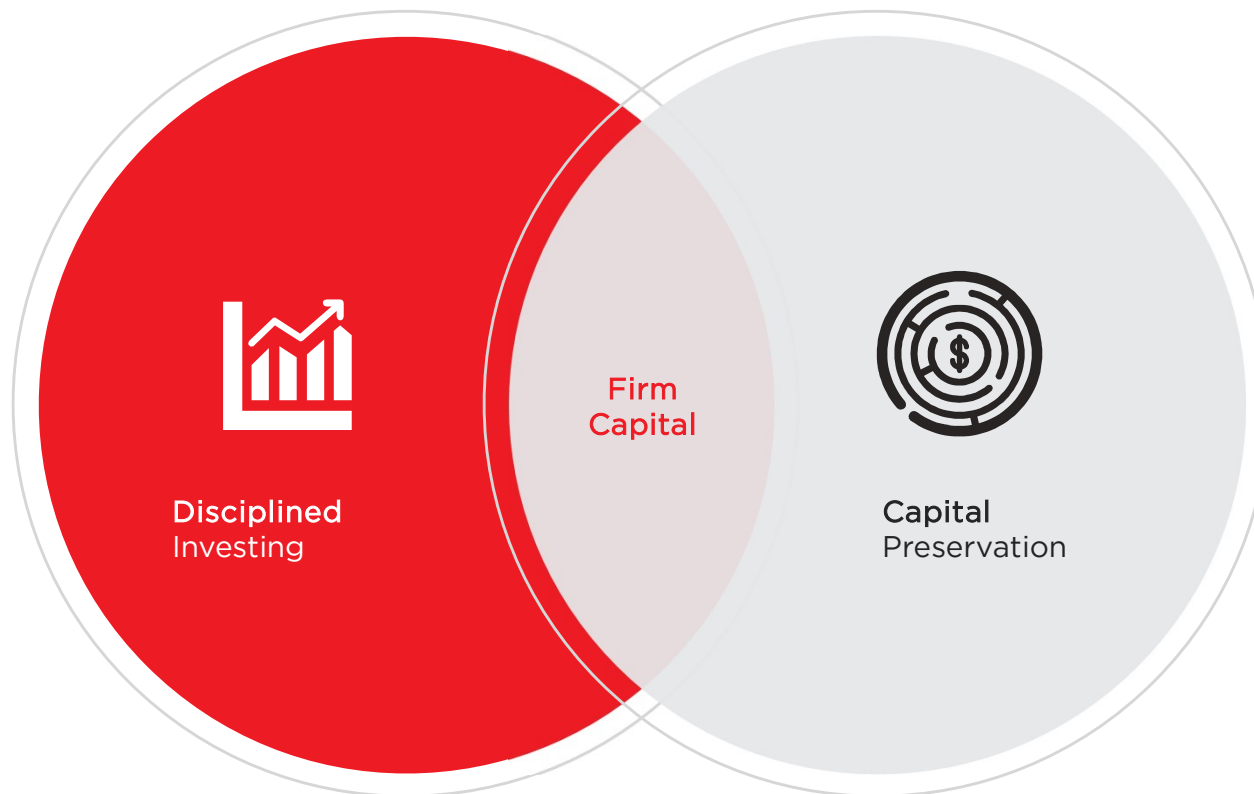 Disciplined
Investing
Firm
Capital
$
Capital
Preservation